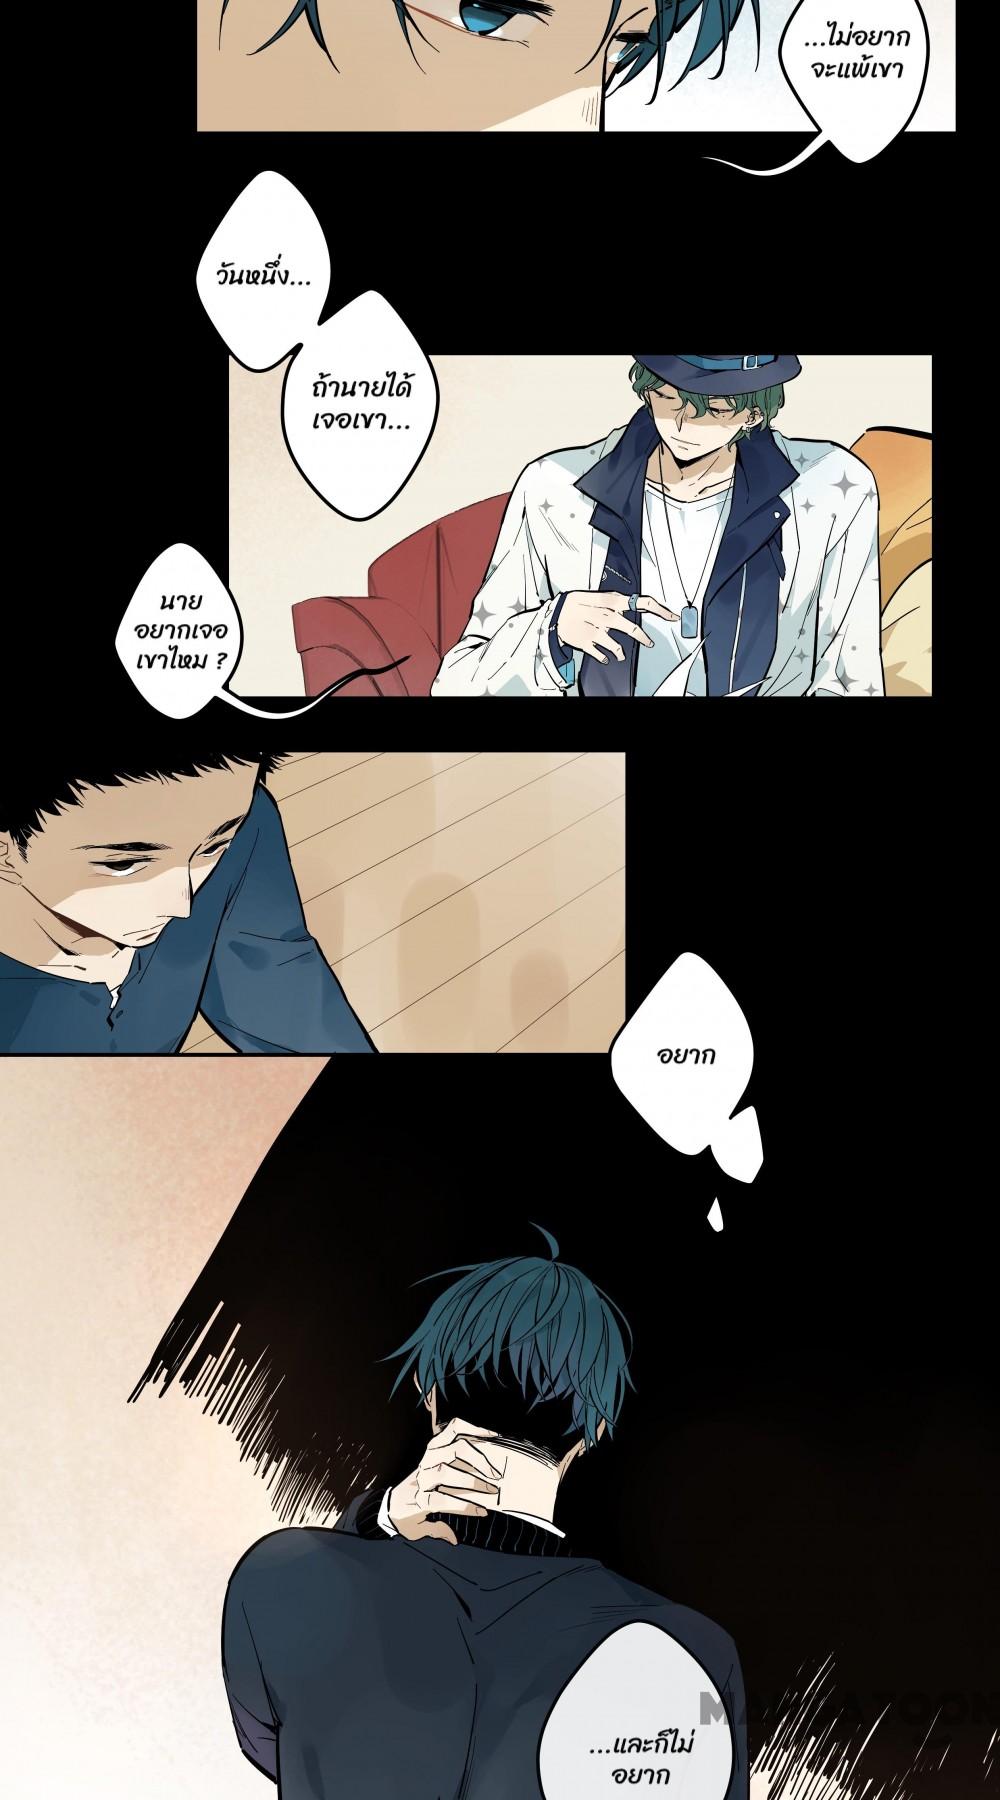 ...ไม่อยาก
จะแพ้เขา
วันหนึ่ง...
ถ้านายได้
เจอเขา...
นาย
อยากเจอ
เขาไหม ?
อยาก
MANGATOON
...และก็ไม่
อยาก